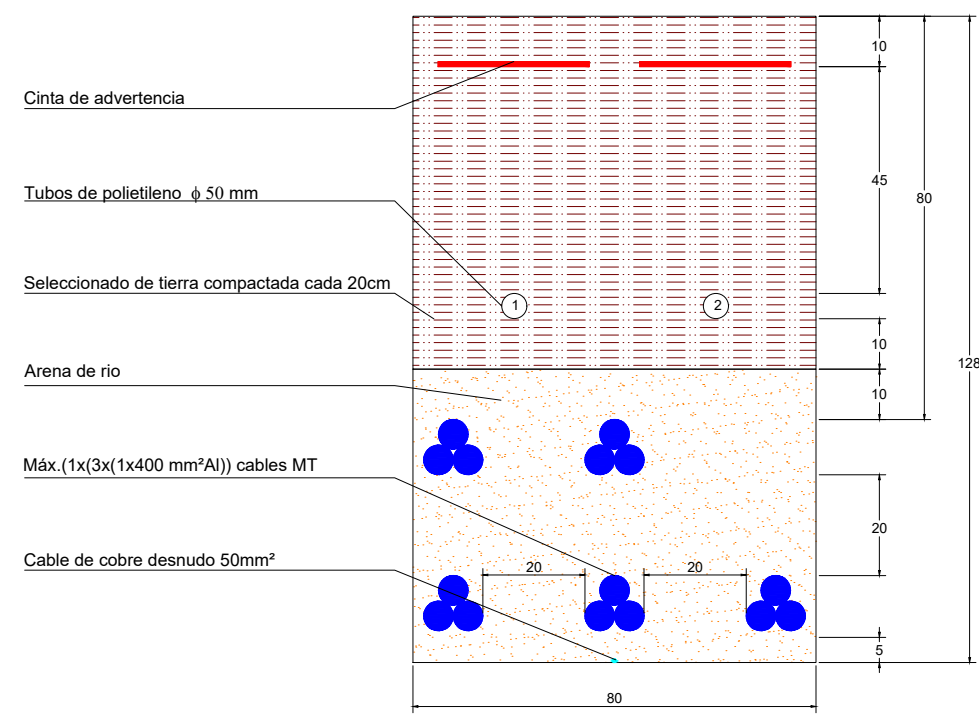 10
Cinta de advertencia
45
80
Tubos de polietileno ϕ 50 mm
Seleccionado de tierra compactada cada 20cm
1
2
10
128
Arena de rio
10
Máx.(1x(3x(1x400 mm²Al)) cables MT
20
Cable de cobre desnudo 50mm²
20
20
5
80